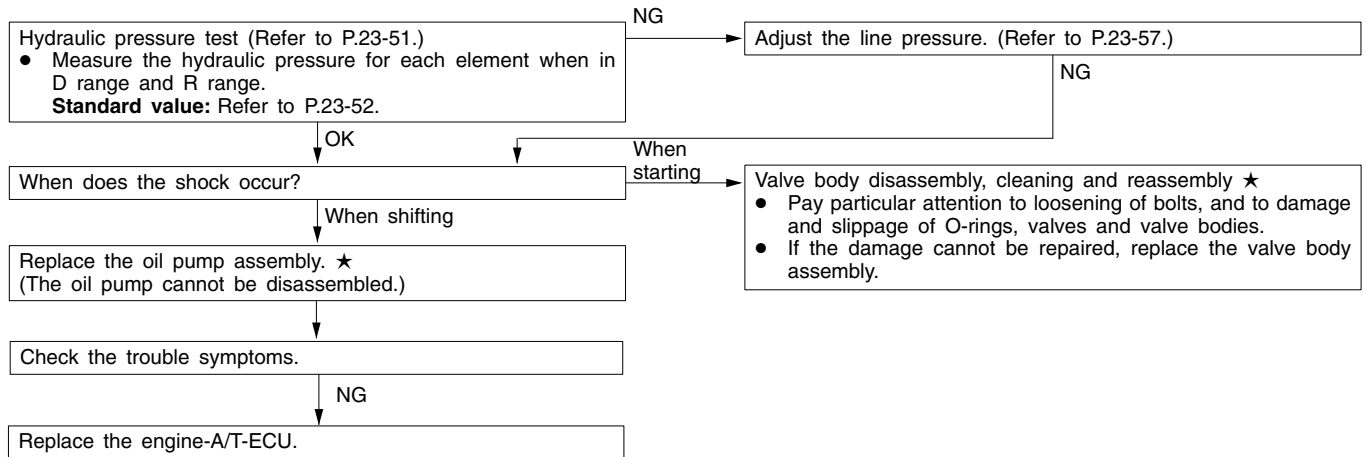 Hydraulic pressure test (Refer to P.23-51.)
● Measure the hydraulic pressure for each element when in
D range and R range.
Standard value: Refer to P.23-52.
NG
Adjust the line pressure. (Refer to P.23-57.)
NG
OK
When does the shock occur?
When
starting
Valve body disassembly, cleaning and reassembly ★
● Pay particular attention to loosening of bolts, and to damage
and slippage of O-rings, valves and valve bodies.
● If the damage cannot be repaired, replace the valve body
assembly.
When shifting
Replace the oil pump assembly. ★
(The oil pump cannot be disassembled.)
Check the trouble symptoms.
NG
Replace the engine-A/T-ECU.